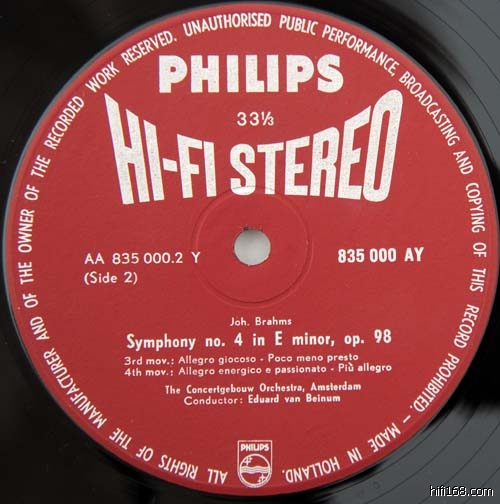 ALL RIGHTS OF THE MANUFACTURER AND OF THE OWNER OF THE RECORDED WORK RESERVED. UNAUTHORISED PUBLIC PERFORMANCE, BROADCASTING AND COPYING OF THIS RECORD PROHIBITED. – MADE IN HOLLAND.
PHILIPS
33⅓
HI-FI STEREO
AA 835 000.2 Y
(Side 2)
835 000 AY
Joh. Brahms
Symphony no. 4 in E minor, op. 98
3rd mov.: Allegro giocoso - Poco meno presto
4th mov.: Allegro energico e passionato - Più allegro
The Concertgebouw Orchestra, Amsterdam
Conductor: Eduard van Beinum
PHILIPS
hifi168.com